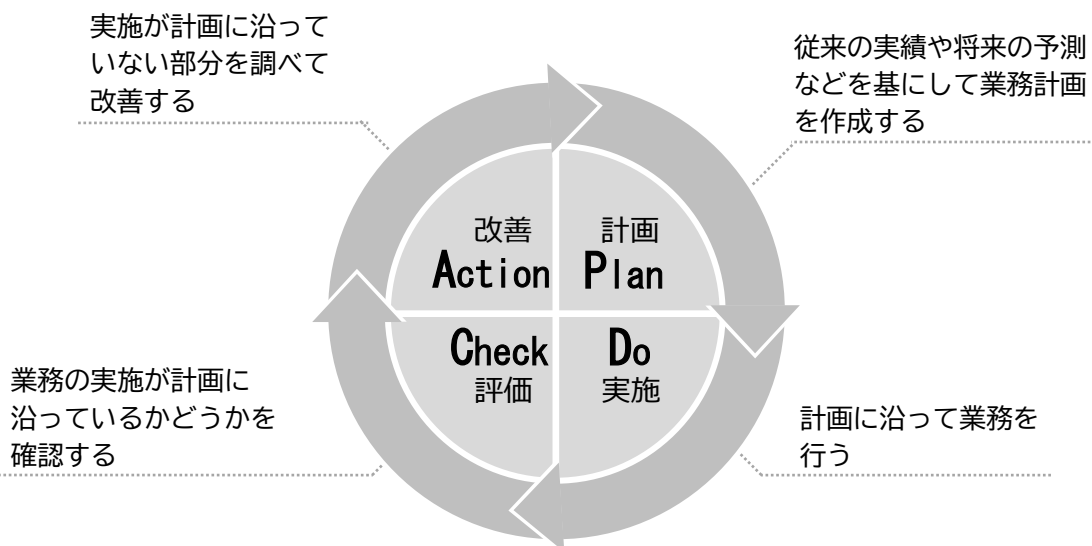 実施が計画に沿って
いない部分を調べて
改善する
従来の実績や将来の予測
などを基にして業務計画
を作成する
改善
Action
計画
Plan
Check
評価
Do
実施
業務の実施が計画に
沿っているかどうかを
確認する
計画に沿って業務を
行う